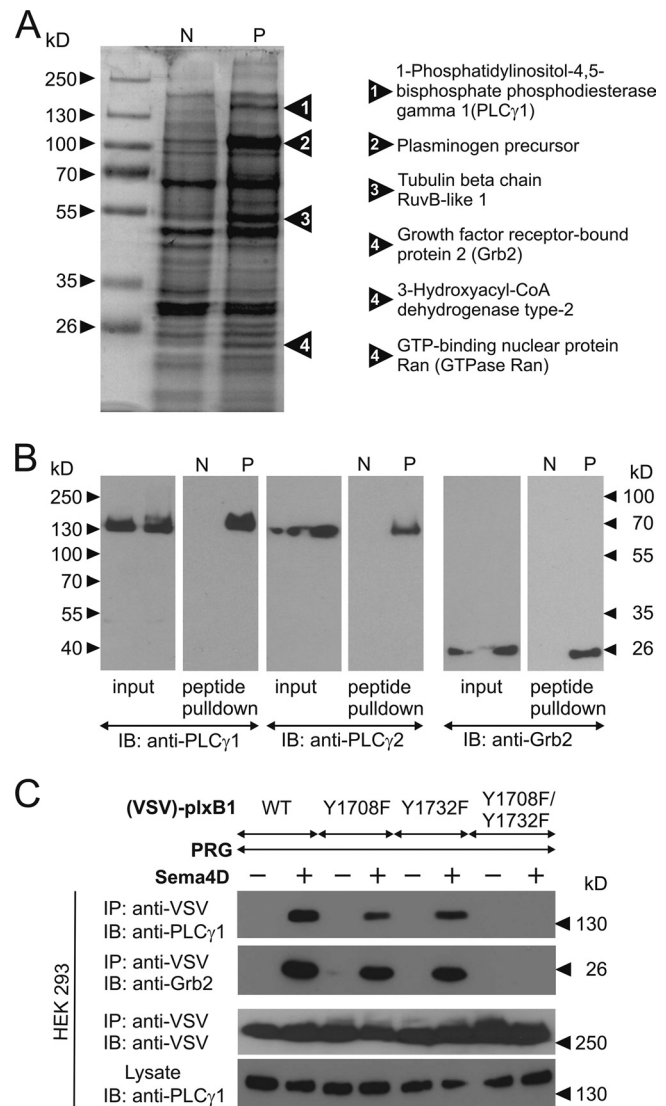 A
kD
N P
250
130
100
70
55
35
26
1
2
3
4
1 1-Phosphatidylinositol-4,5-
bisphosphate phosphodiesterase
gamma 1(PLCγ1)
2 Plasminogen precursor
3 Tubulin beta chain
RuvB-like 1
4 Growth factor receptor-bound
protein 2 (Grb2)
4 3-Hydroxyacyl-CoA
dehydrogenase type-2
4 GTP-binding nuclear protein
Ran (GTPase Ran)
B
kD N P N P N P kD
250
130
100
70
55
40
100
70
55
35
26
input peptide input peptide input peptide
pulldown pulldown pulldown
IB: anti-PLCγ1 IB: anti-PLCγ2 IB: anti-Grb2
C
(VSV)-plxB1 WT Y1708F Y1732F Y1708F/
Y1732F
PRG
Sema4D − + − + − + − + kD
HEK 293
IP: anti-VSV
IB: anti-PLCγ1 130
IP: anti-VSV
IB: anti-Grb2 26
IP: anti-VSV
IB: anti-VSV 250
Lysate
IB: anti-PLCγ1 130